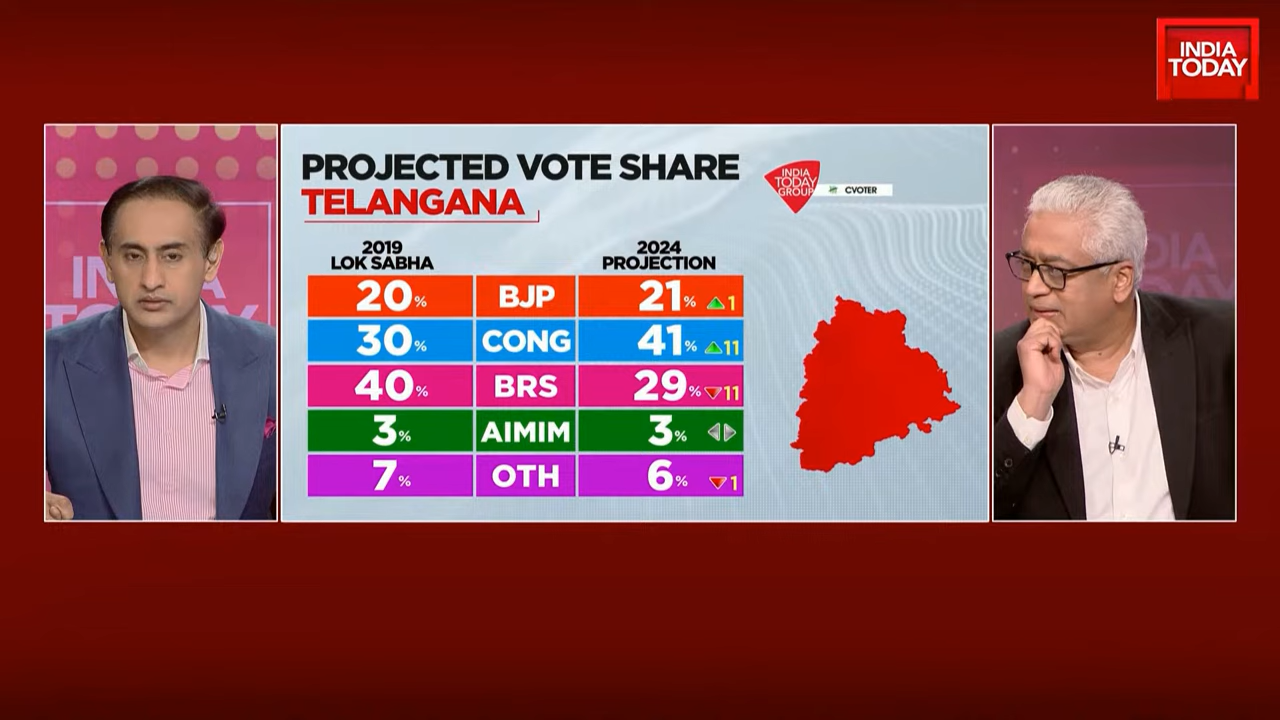 INDIA
TODAY
PROJECTED VOTE SHARE
TELANGANA
INDIA
TODAY
GROUP
CVOTER
2019
LOK SABHA
2024
PROJECTION
20% BJP 21% 1
30% CONG 41% 11
40% BRS 29% 11
3% AIMIM 3%
7% OTH 6% 1